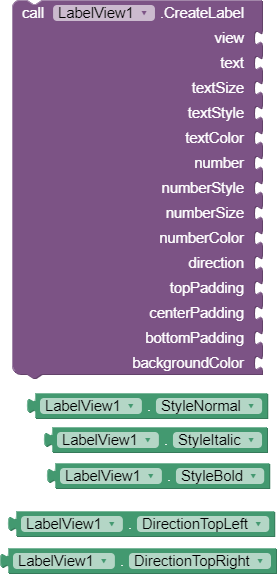 call LabelView1 .CreateLabel
view
text
textSize
textStyle
textColor
number
numberStyle
numberSize
numberColor
direction
topPadding
centerPadding
bottomPadding
backgroundColor
LabelView1 . StyleNormal
LabelView1 . StyleItalic
LabelView1 . StyleBold
LabelView1 . DirectionTopLeft
LabelView1 . DirectionTopRight